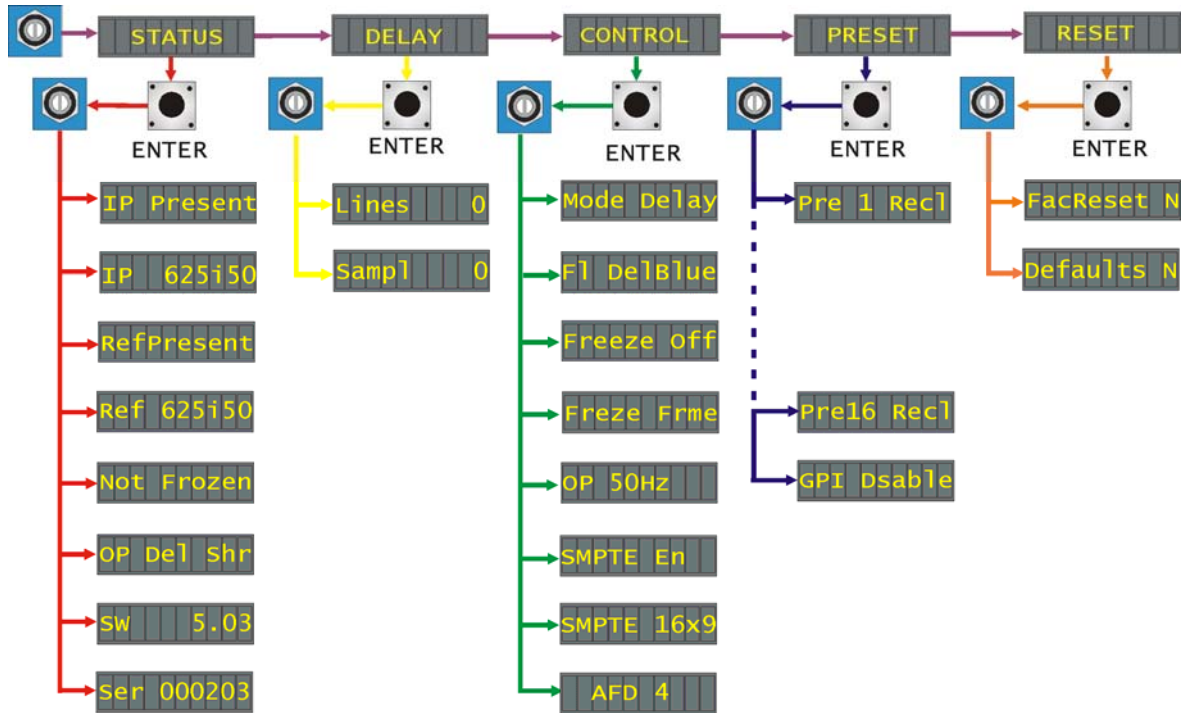 STATUS
DELAY
CONTROL
PRESET
RESET
ENTER
ENTER
ENTER
ENTER
ENTER
IP Present
IP 625i50
RefPresent
Ref 625i50
Not Frozen
OP Del Shr
SW 5.03
Ser 000203
Lines 0
Sampl 0
Mode Delay
Fl DelBlue
Freeze Off
Freze Frme
OP 50Hz
SMPTE En
SMPTE 16x9
AFD 4
Pre 1 Recl
Pre16 Recl
GPI Dsable
FacReset N
Defaults N